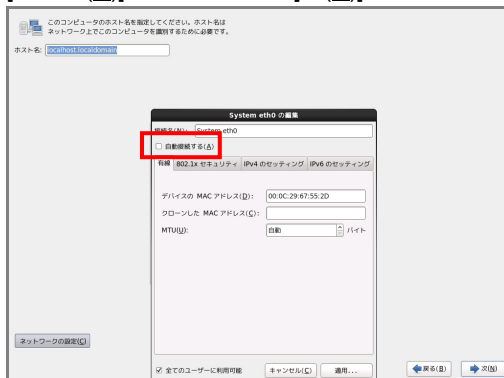 このコンピュータのホスト名を指定してください。ホスト名は
ネットワーク上でこのコンピュータを識別するために必要です。
ホスト名: localhost.localdomain
System eth0 の編集
接続名(N): System eth0
自動接続する(A)
有線 802.1x セキュリティ IPv4 のセッティング IPv6 のセッティング
デバイスの MAC アドレス(D): 00:0C:29:67:55:2D
クローンした MAC アドレス(C):
MTU(U): 自動 バイト
ネットワークの設定(C)
全てのユーザーに利用可能 キャンセル(C) 適用...
戻る(B) 次(N)